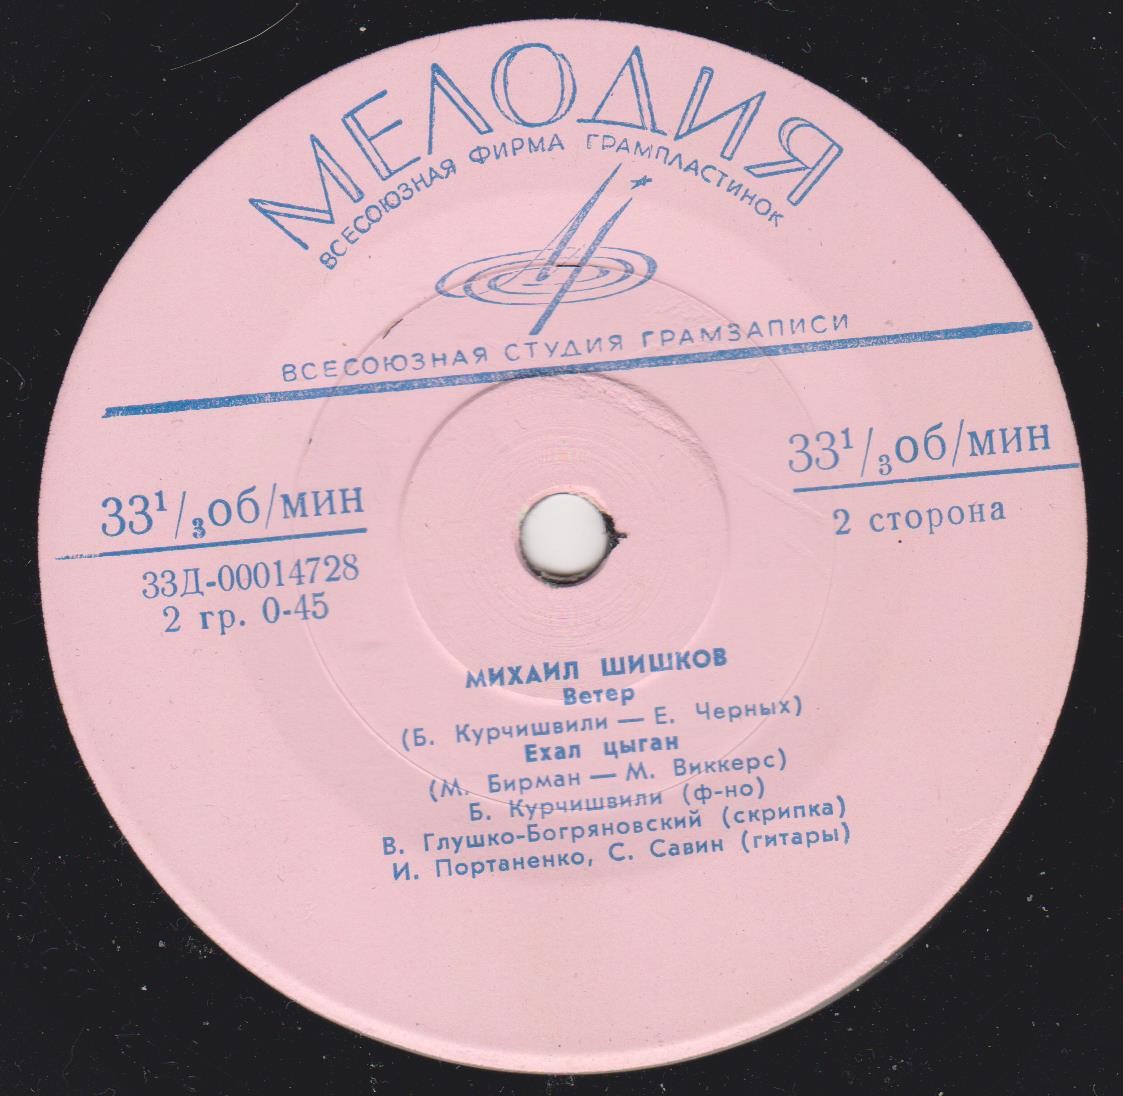 МЕЛОДИЯ
ВСЕСОЮЗНАЯ ФИРМА ГРАМПЛАСТИНОК
ВСЕСОЮЗНАЯ СТУДИЯ ГРАМЗАПИСИ
33¹/₃об/мин
33¹/₃об/мин
2 сторона
33Д-00014728
2 гр. 0-45
МИХАИЛ ШИШКОВ
Ветер
(Б. Курчишвили — Е. Черных)
Ехал цыган
(М. Бирман — М. Виккерс)
Б. Курчишвили (ф-но)
В. Глушко-Богряновский (скрипка)
И. Портаненко, С. Савин (гитары)